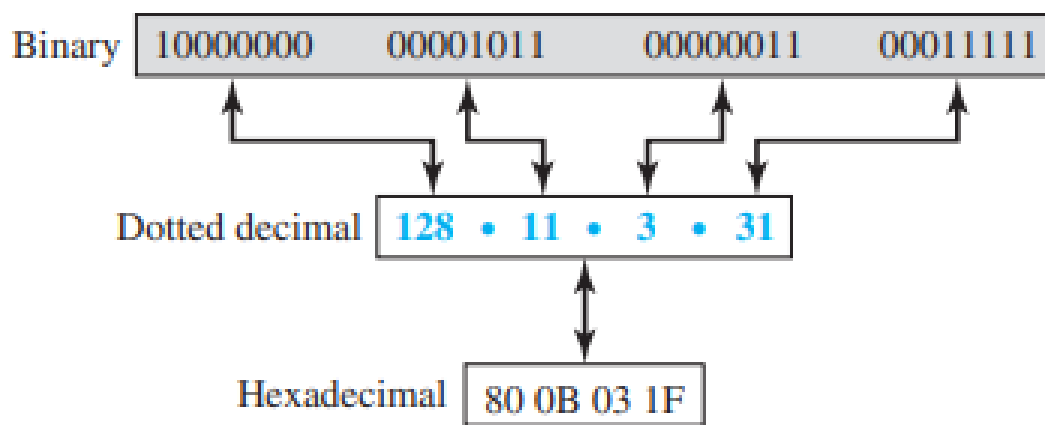 Binary 10000000 00001011 00000011 00011111
Dotted decimal 128 • 11 • 3 • 31
Hexadecimal 80 0B 03 1F